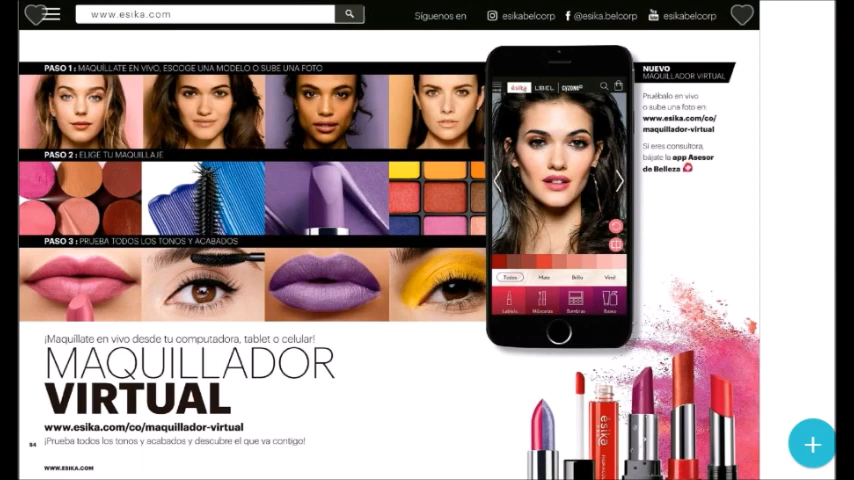 www.esika.com
Síguenos en
esikabelcorp
@esika.belcorp
esikabelcorp
PASO 1: MAQUÍLLATE EN VIVO, ESCOGE UNA MODELO O SUBE UNA FOTO
PASO 2: ELIGE TU MAQUILLAJE
PASO 3: PRUEBA TODOS LOS TONOS Y ACABADOS
ésika
L'BEL
cyzone
Todos
Mate
Brillo
Vinil
Labiales
Máscaras
Sombras
NUEVO
MAQUILLADOR VIRTUAL
Pruébalo en vivo
o sube una foto en:
www.esika.com/co/
maquillador-virtual
Si eres consultora,
bájate la app Asesor
de Belleza
¡Maquíllate en vivo desde tu computadora, tablet o celular!
MAQUILLADOR
VIRTUAL
www.esika.com/co/maquillador-virtual
¡Prueba todos los tonos y acabados y descubre el que va contigo!
94
WWW.ESIKA.COM
ésika